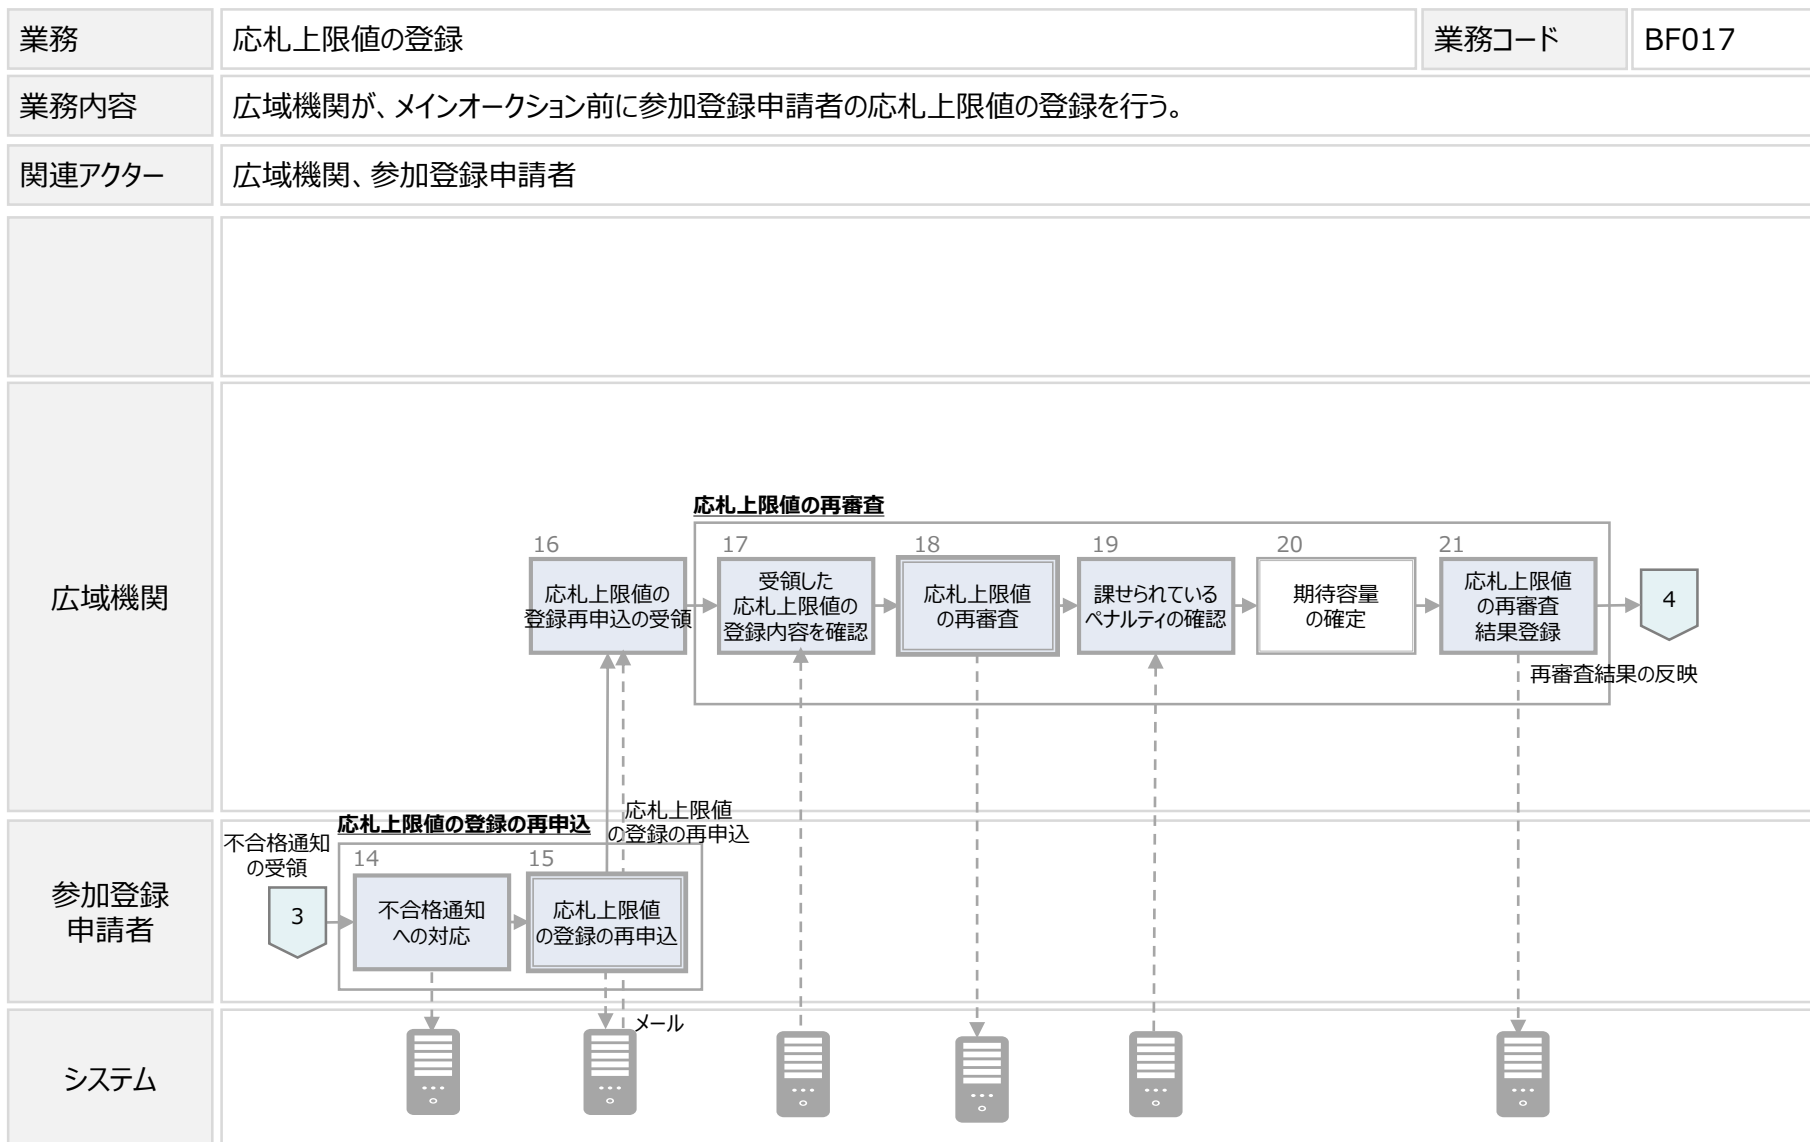 業務
応札上限値の登録
業務コード
BF017
業務内容
広域機関が、メインオークション前に参加登録申請者の応札上限値の登録を行う。
関連アクター
広域機関、参加登録申請者
広域機関
応札上限値の再審査
16
応札上限値の
登録再申込の受領
17
受領した
応札上限値の
登録内容を確認
18
応札上限値
の再審査
19
課せられている
ペナルティの確認
20
期待容量
の確定
21
応札上限値
の再審査
結果登録
4
再審査結果の反映
応札上限値
の登録の再申込
参加登録
申請者
応札上限値の登録の再申込
不合格通知
の受領
3
14
不合格通知
への対応
15
応札上限値
の登録の再申込
メール
システム